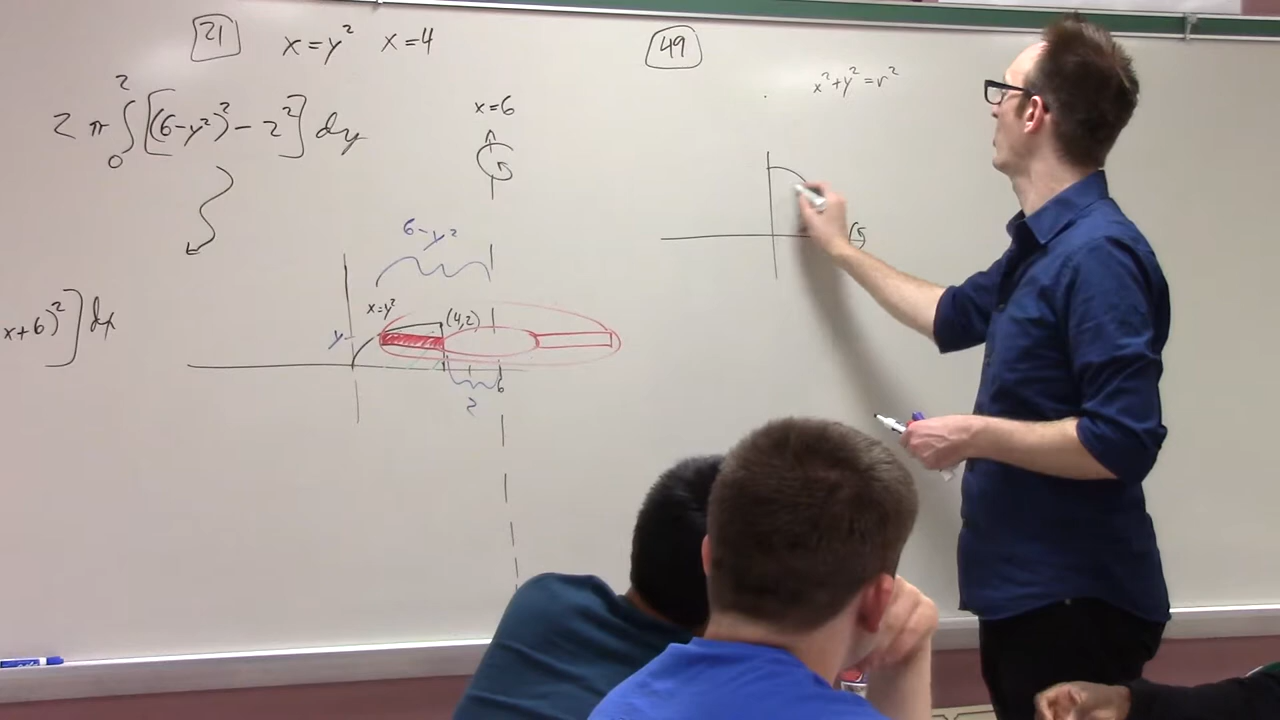 21 x=y² x=4
2π∫₀²[(6-y²)²-2²]dy
x=6
6-y²
x=y²
(4,2)
y
6
2
x+6)²]dx
49
x²+y²=r²